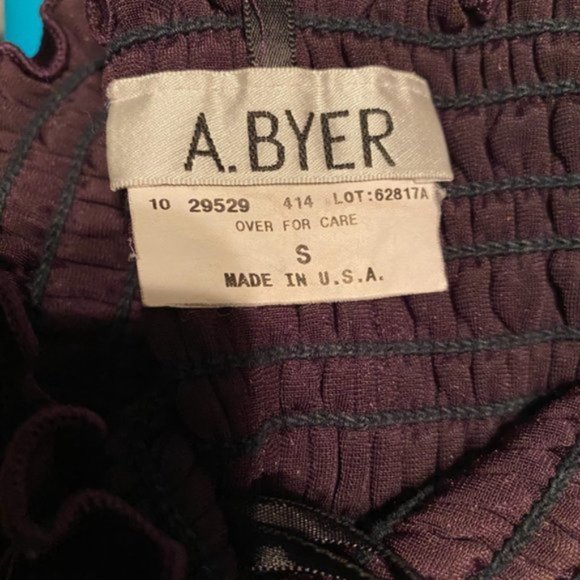 A.BYER
10 29529 414 LOT:62817A
OVER FOR CARE
S
MADE IN U.S.A.